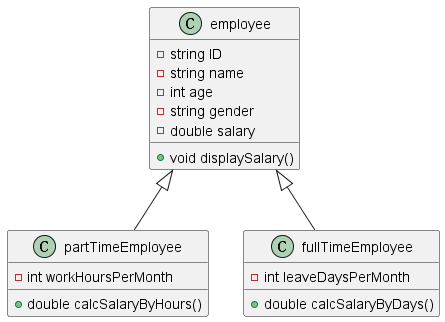 C employee
string ID
string name
int age
string gender
double salary
void displaySalary()
C partTimeEmployee
int workHoursPerMonth
double calcSalaryByHours()
C fullTimeEmployee
int leaveDaysPerMonth
double calcSalaryByDays()